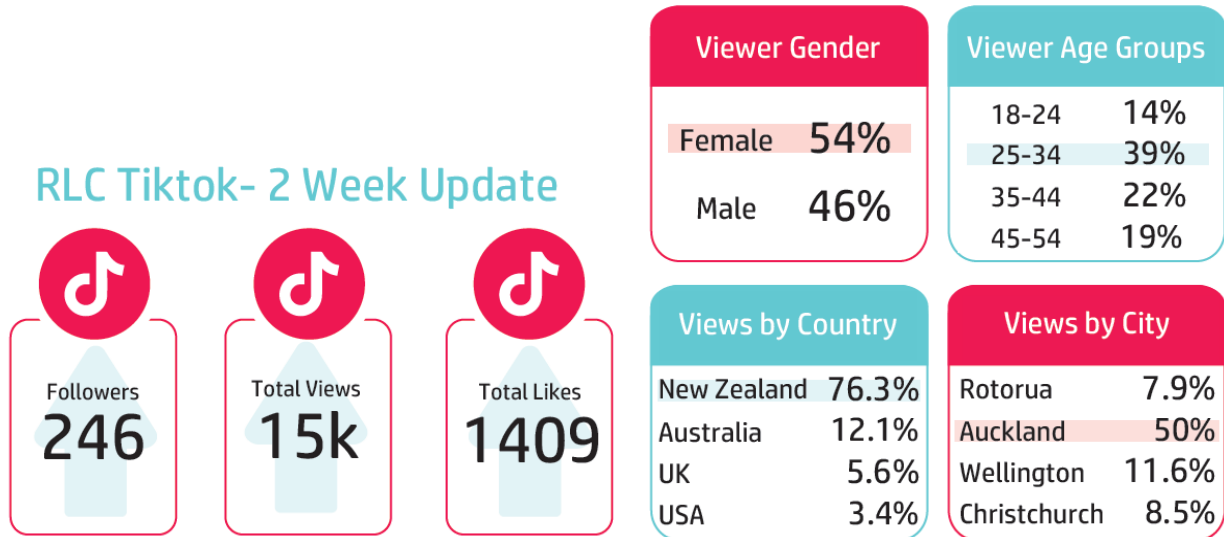 RLC Tiktok- 2 Week Update
Followers
246
Total Views
15k
Total Likes
1409
Viewer Gender
Female 54%
Male 46%
Viewer Age Groups
18-24 14%
25-34 39%
35-44 22%
45-54 19%
Views by Country
New Zealand 76.3%
Australia 12.1%
UK 5.6%
USA 3.4%
Views by City
Rotorua 7.9%
Auckland 50%
Wellington 11.6%
Christchurch 8.5%